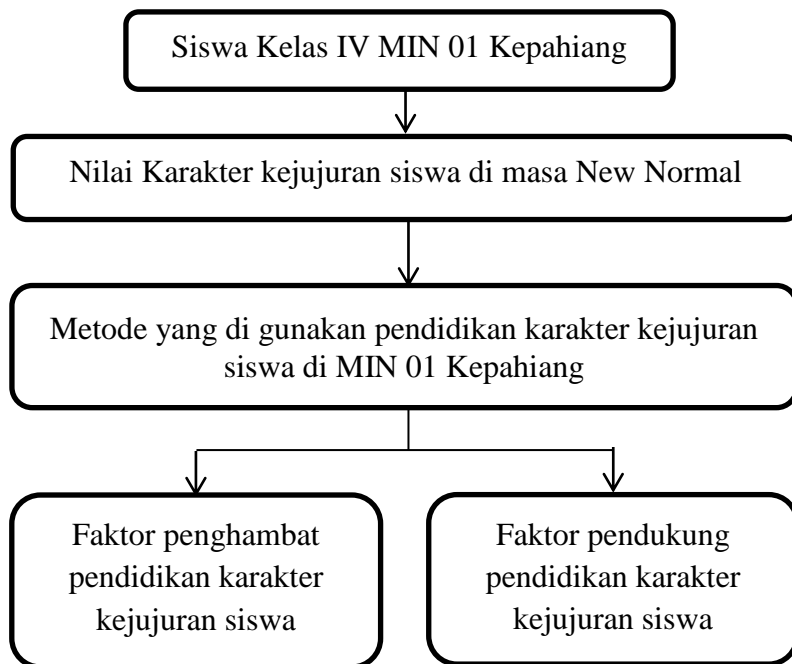 Siswa Kelas IV MIN 01 Kepahiang
Nilai Karakter kejujuran siswa di masa New Normal
Metode yang di gunakan pendidikan karakter kejujuran
siswa di MIN 01 Kepahiang
Faktor penghambat
pendidikan karakter
kejujuran siswa
Faktor pendukung
pendidikan karakter
kejujuran siswa